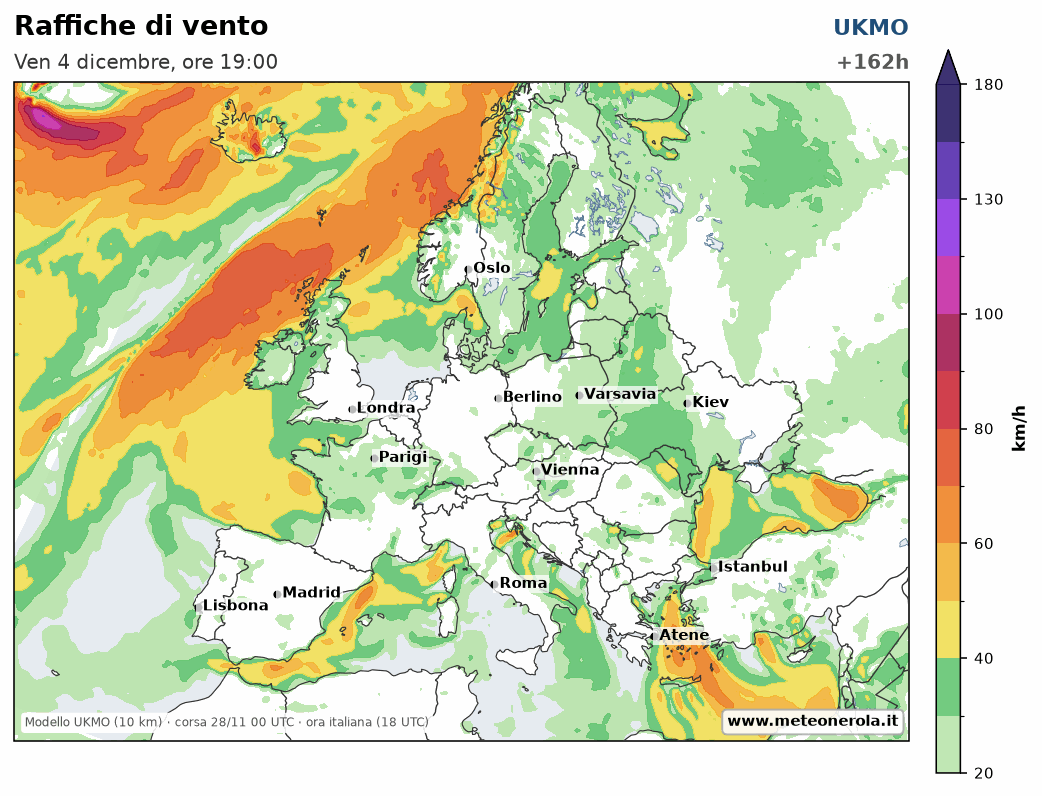 Raffiche di vento
UKMO
Ven 4 dicembre, ore 19:00
+162h
180
130
100
80
60
40
20
km/h
Oslo
Berlino
Varsavia
Kiev
Londra
Parigi
Vienna
Istanbul
Roma
Madrid
Lisbona
Atene
Modello UKMO (10 km) · corsa 28/11 00 UTC · ora italiana (18 UTC)
www.meteonerola.it